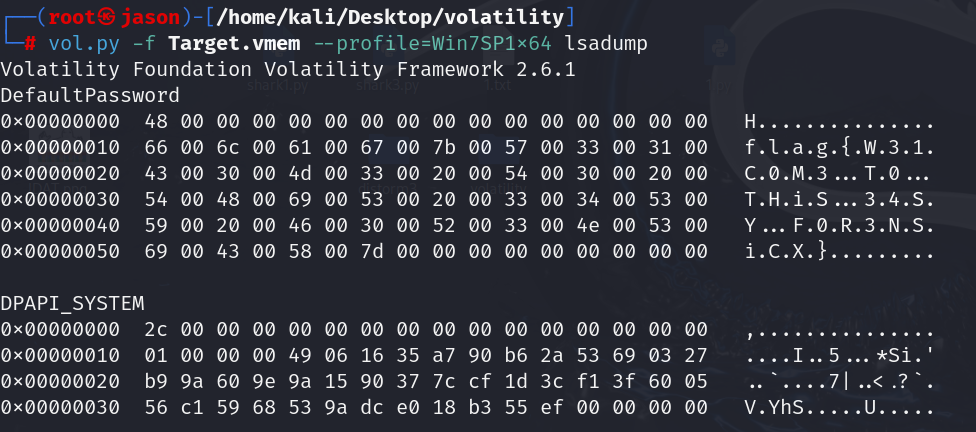 ┌──(root㉿jason)-[/home/kali/Desktop/volatility]
└─# vol.py -f Target.vmem --profile=Win7SP1×64 lsadump
Volatility Foundation Volatility Framework 2.6.1
DefaultPassword
0×00000000  48 00 00 00 00 00 00 00 00 00 00 00 00 00 00 00   H...............
0×00000010  66 00 6c 00 61 00 67 00 7b 00 57 00 33 00 31 00   f.l.a.g.{.W.3.1.
0×00000020  43 00 30 00 4d 00 33 00 20 00 54 00 30 00 20 00   C.0.M.3...T.0...
0×00000030  54 00 48 00 69 00 53 00 20 00 33 00 34 00 53 00   T.H.i.S...3.4.S.
0×00000040  59 00 20 00 46 00 30 00 52 00 33 00 4e 00 53 00   Y...F.0.R.3.N.S.
0×00000050  69 00 43 00 58 00 7d 00 00 00 00 00 00 00 00 00   i.C.X.}.........
DPAPI_SYSTEM
0×00000000  2c 00 00 00 00 00 00 00 00 00 00 00 00 00 00 00   ,...............
0×00000010  01 00 00 00 49 06 16 35 a7 90 b6 2a 53 69 03 27   ....I..5...*Si.'
0×00000020  b9 9a 60 9e 9a 15 90 37 7c cf 1d 3c f1 3f 60 05   ..`....7|..<.?`.
0×00000030  56 c1 59 68 53 9a dc e0 18 b3 55 ef 00 00 00 00   V.YhS.....U.....